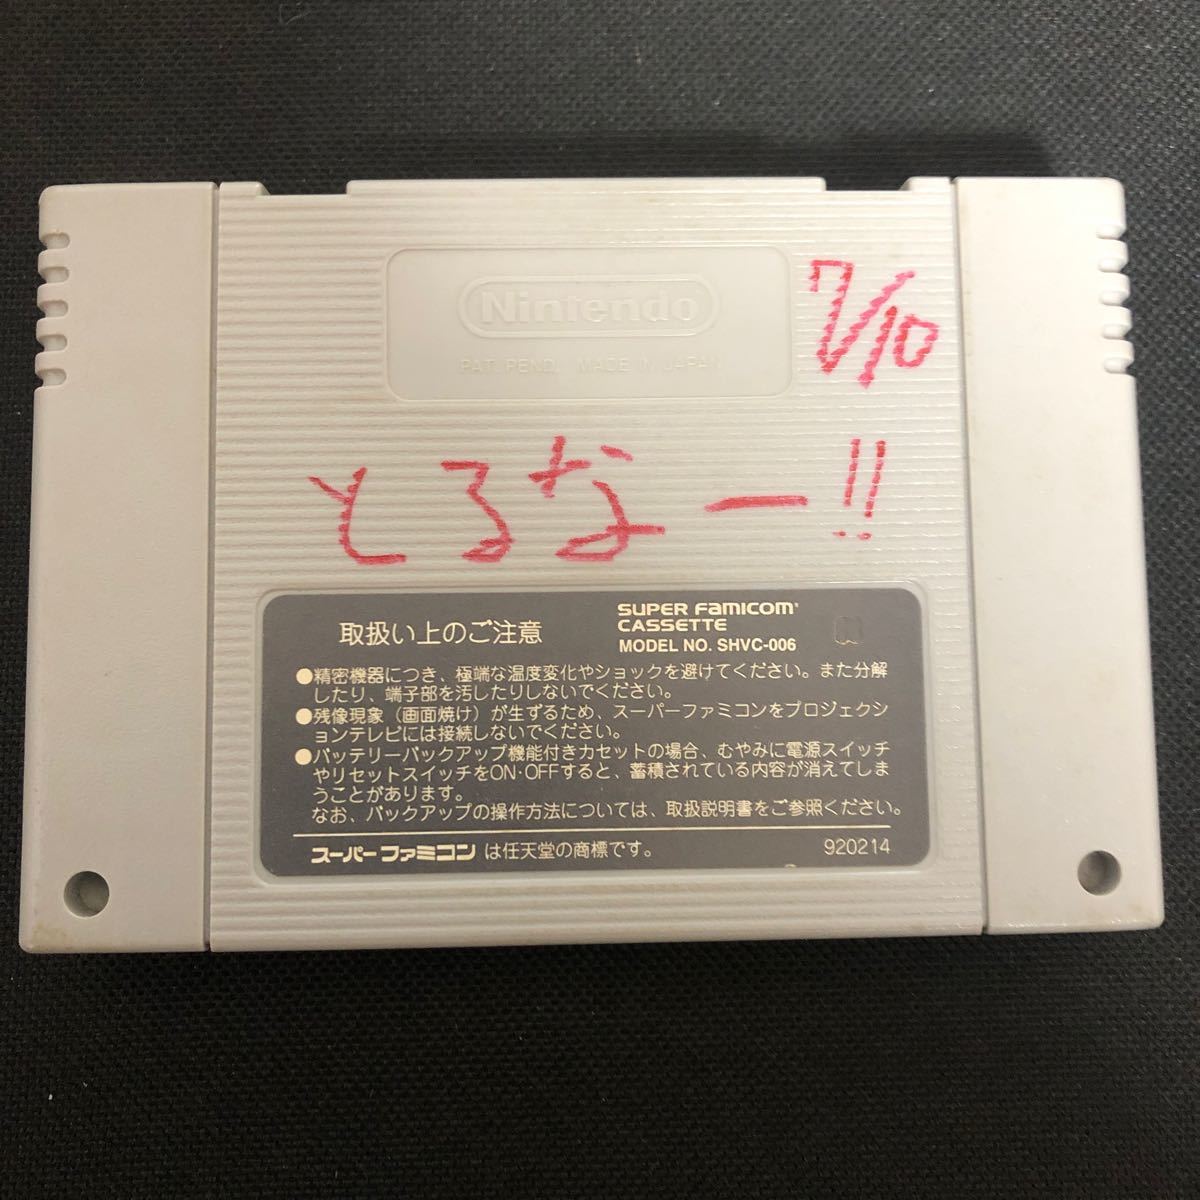 Nintendo
PAT. PEND. MADE IN JAPAN
7/10
とるなー!!
取扱い上のご注意
SUPER FAMICOM
CASSETTE
MODEL NO. SHVC-006
●精密機器につき、極端な温度変化やショックを避けてください。また分解
したり、端子部を汚したりしないでください。
●残像現象（画面焼け）が生ずるため、スーパーファミコンをプロジェクシ
ョンテレビには接続しないでください。
●バッテリーバックアップ機能付きカセットの場合、むやみに電源スイッチ
やリセットスイッチをON·OFFすると、蓄積されている内容が消えてしま
うことがあります。
なお、バックアップの操作方法については、取扱説明書をご参照ください。
スーパーファミコン は任天堂の商標です。
920214